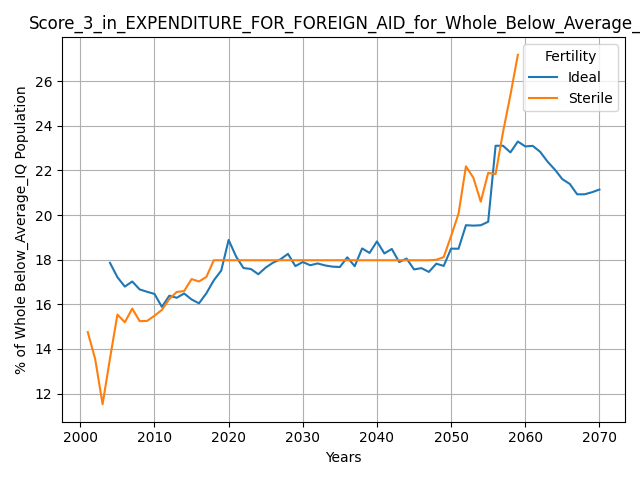 Score_3_in_EXPENDITURE_FOR_FOREIGN_AID_for_Whole_Below_Average_
Fertility
Ideal
Sterile
% of Whole Below_Average_IQ Population
26
24
22
20
18
16
14
12
2000 2010 2020 2030 2040 2050 2060 2070
Years